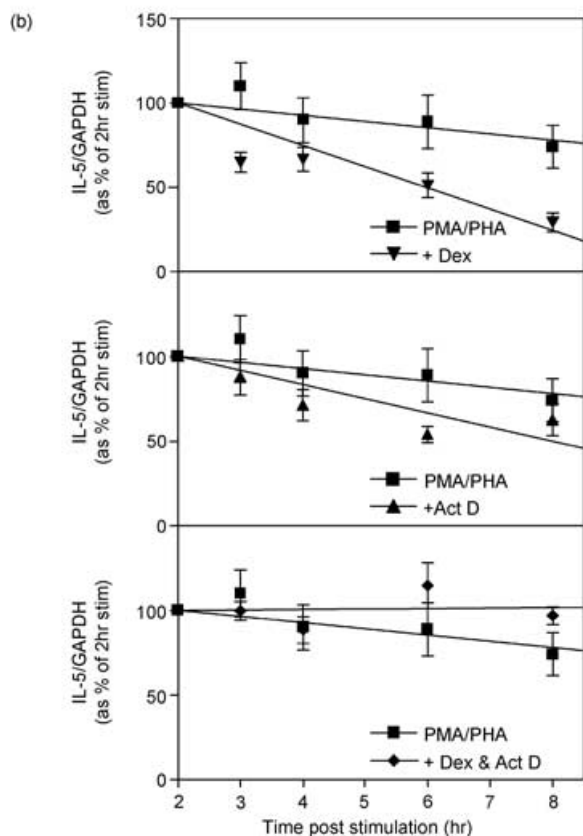 (b)
IL-5/GAPDH
(as % of 2hr stim)
150
100
50
0
PMA/PHA
+ Dex
IL-5/GAPDH
(as % of 2hr stim)
100
50
0
PMA/PHA
+Act D
IL-5/GAPDH
(as % of 2hr stim)
100
50
0
PMA/PHA
+ Dex & Act D
2 3 4 5 6 7 8
Time post stimulation (hr)